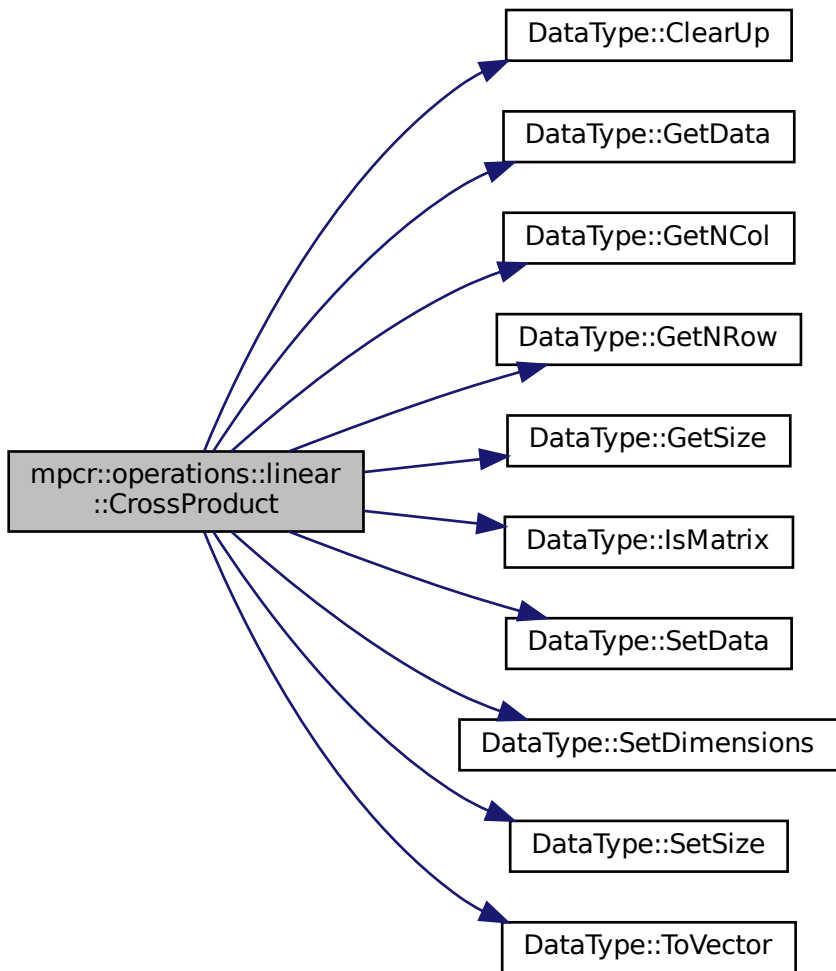 DataType::ClearUp
DataType::GetData
DataType::GetNCol
DataType::GetNRow
DataType::GetSize
mpcr::operations::linear
::CrossProduct
DataType::IsMatrix
DataType::SetData
DataType::SetDimensions
DataType::SetSize
DataType::ToVector